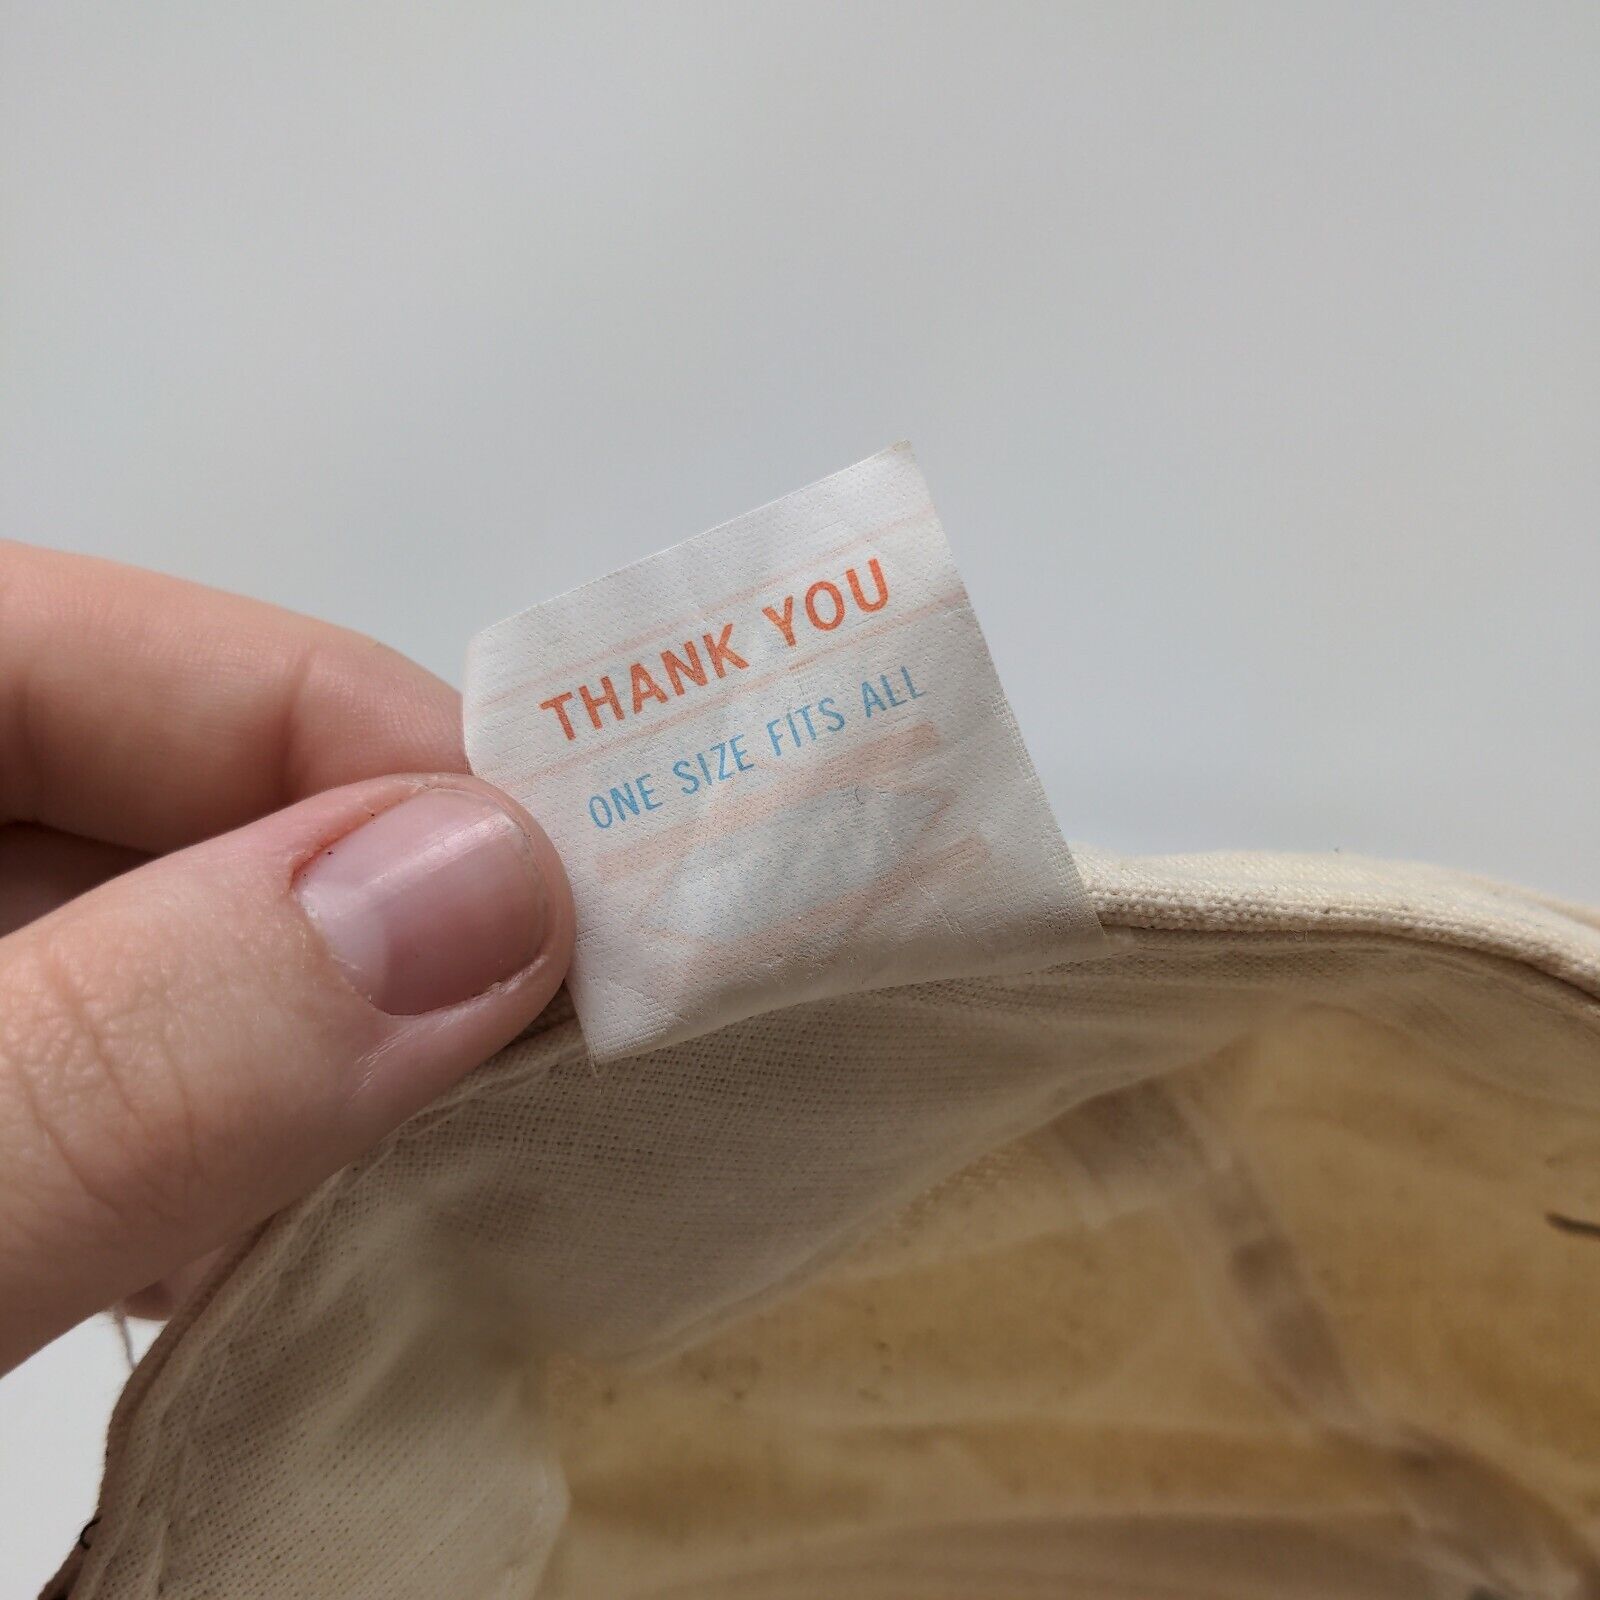 THANK YOU
ONE SIZE FITS ALL